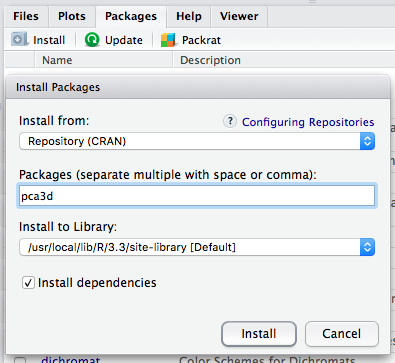 Files Plots Packages Help Viewer
Install Update Packrat
Name Description
Install Packages
Install from: ? Configuring Repositories
Repository (CRAN)
Packages (separate multiple with space or comma):
pca3d
Install to Library:
/usr/local/lib/R/3.3/site-library [Default]
Install dependencies
Install Cancel
dichromat Color Schemes for Dichromats